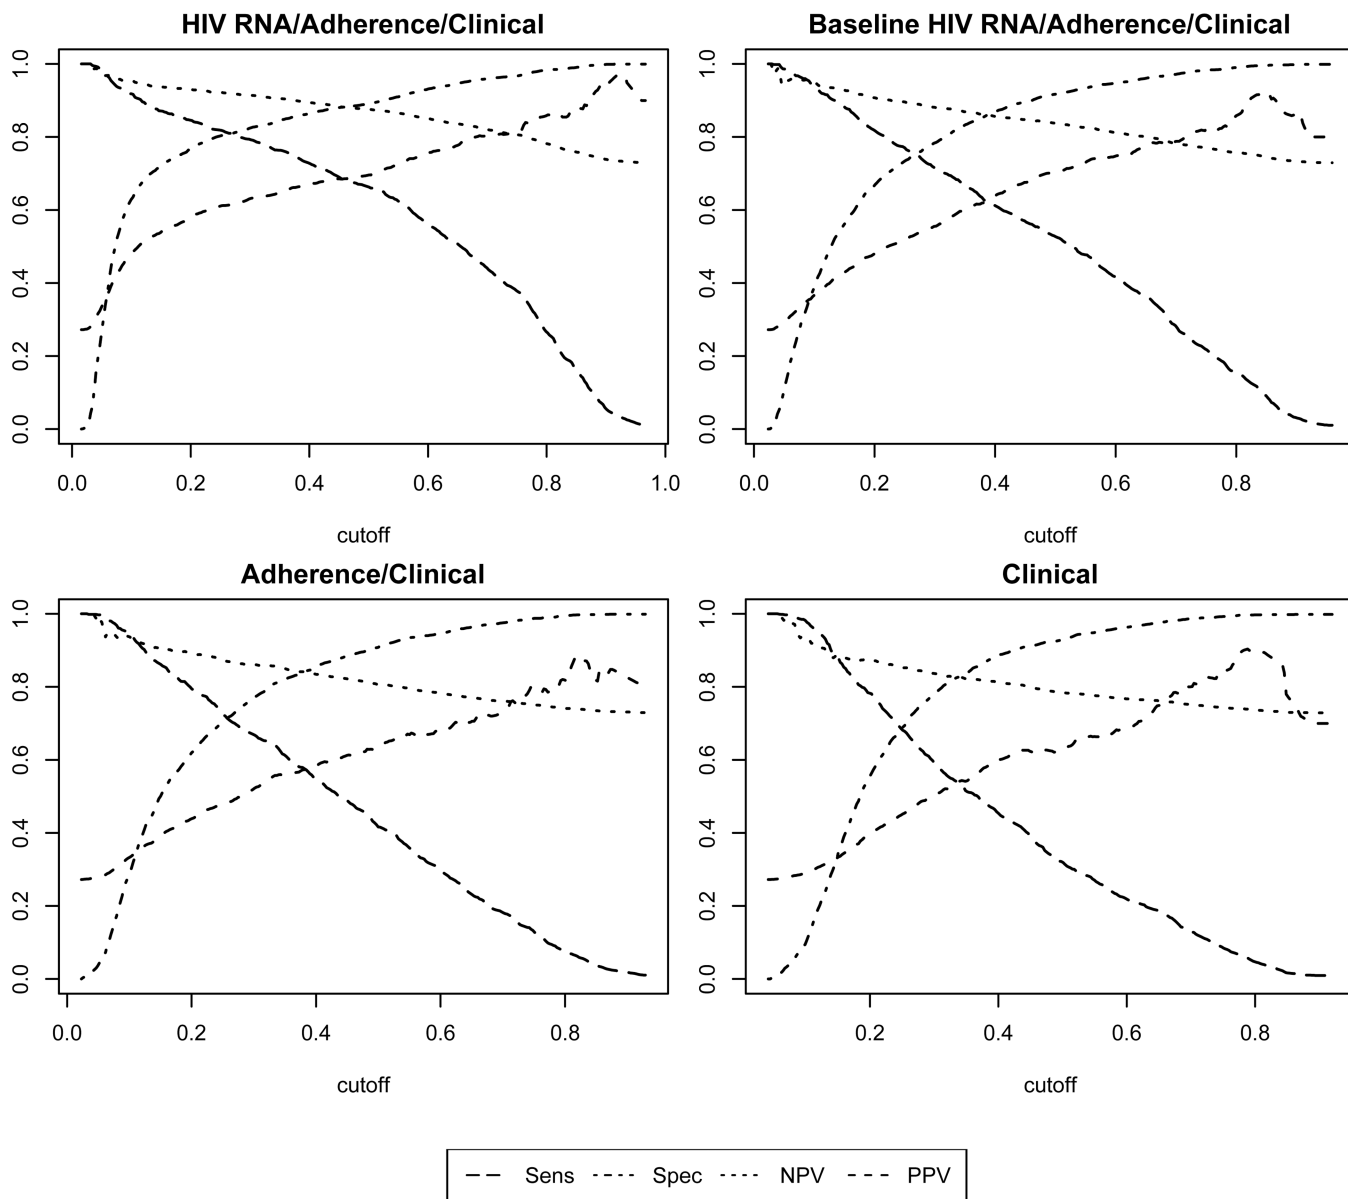 HIV RNA/Adherence/Clinical
1.0
0.8
0.6
0.4
0.2
0.0
0.0 0.2 0.4 0.6 0.8 1.0
cutoff
Baseline HIV RNA/Adherence/Clinical
1.0
0.8
0.6
0.4
0.2
0.0
0.0 0.2 0.4 0.6 0.8
cutoff
Adherence/Clinical
1.0
0.8
0.6
0.4
0.2
0.0
0.0 0.2 0.4 0.6 0.8
cutoff
Clinical
1.0
0.8
0.6
0.4
0.2
0.0
0.2 0.4 0.6 0.8
cutoff
Sens Spec NPV PPV